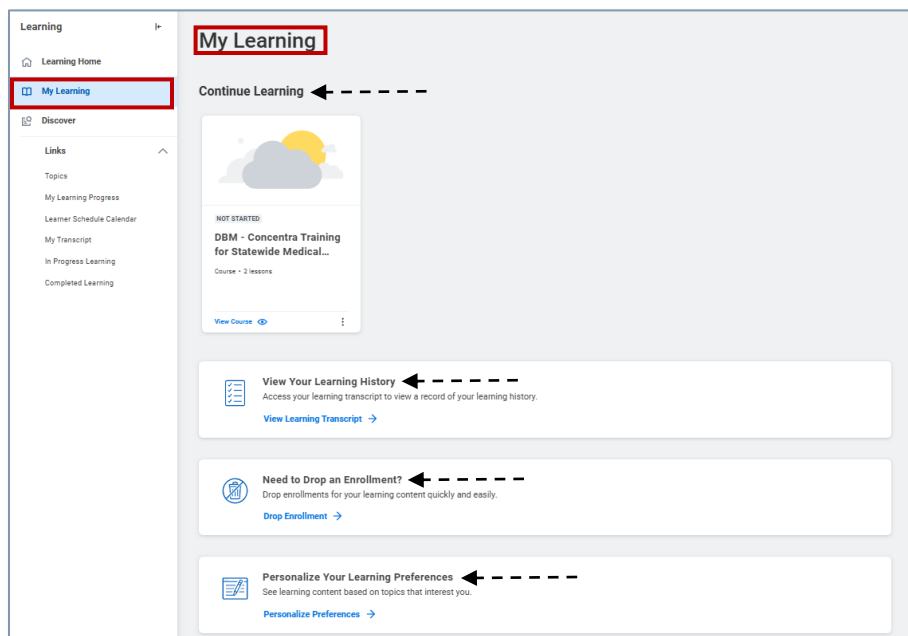 Learning
Learning Home
My Learning
Discover
Links
Topics
My Learning Progress
Learner Schedule Calendar
My Transcript
In Progress Learning
Completed Learning
My Learning
Continue Learning
NOT STARTED
DBM - Concentra Training
for Statewide Medical...
Course • 2 lessons
View Course
View Your Learning History
Access your learning transcript to view a record of your learning history.
View Learning Transcript
Need to Drop an Enrollment?
Drop enrollments for your learning content quickly and easily.
Drop Enrollment
Personalize Your Learning Preferences
See learning content based on topics that interest you.
Personalize Preferences